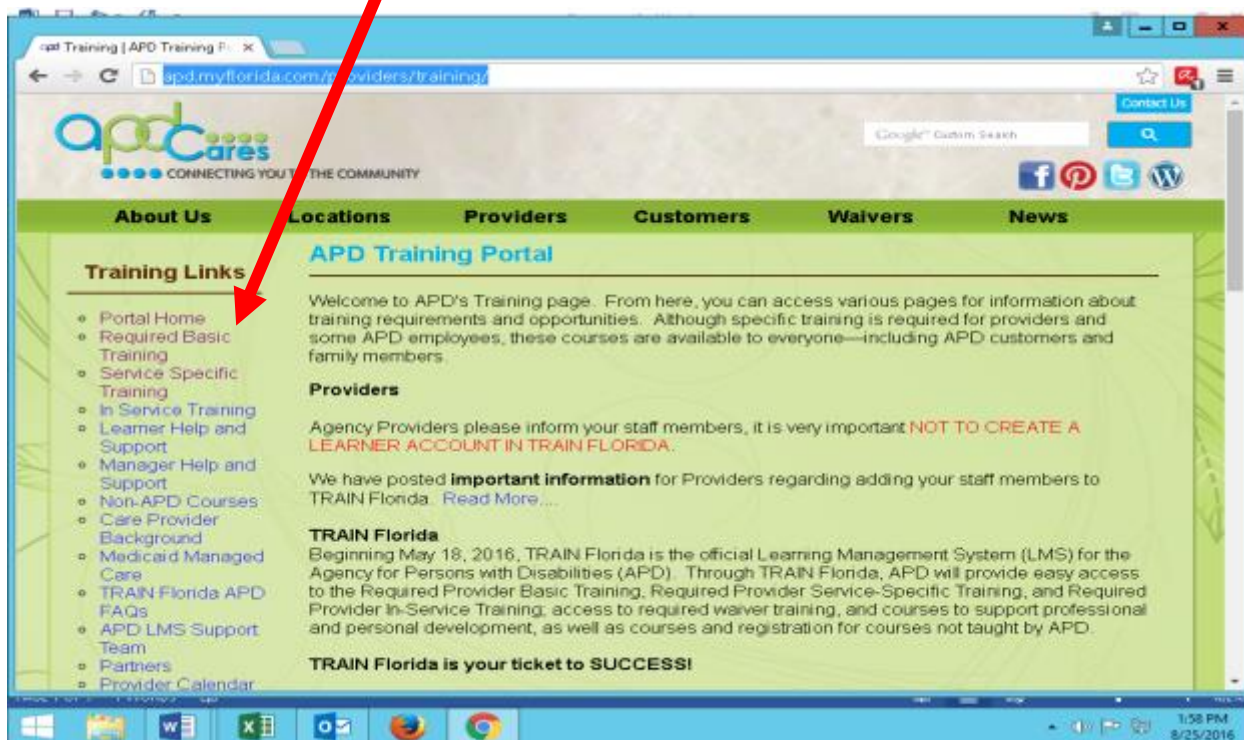 apd Training | APD Training P
apd.myflorida.com/providers/training/
Contact Us
apdcares
CONNECTING YOU TO THE COMMUNITY
Google™ Custom Search
About Us Locations Providers Customers Waivers News
Training Links
Portal Home
Required Basic
Training
Service Specific
Training
In Service Training
Learner Help and
Support
Manager Help and
Support
Non-APD Courses
Care Provider
Background
Medicaid Managed
Care
TRAIN Florida APD
FAQs
APD LMS Support
Team
Partners
Provider Calendar
APD Training Portal
Welcome to APD's Training page. From here, you can access various pages for information about
training requirements and opportunities. Although specific training is required for providers and
some APD employees, these courses are available to everyone—including APD customers and
family members.
Providers
Agency Providers please inform your staff members, it is very important NOT TO CREATE A
LEARNER ACCOUNT IN TRAIN FLORIDA.
We have posted important information for Providers regarding adding your staff members to
TRAIN Florida. Read More....
TRAIN Florida
Beginning May 18, 2016, TRAIN Florida is the official Learning Management System (LMS) for the
Agency for Persons with Disabilities (APD). Through TRAIN Florida, APD will provide easy access
to the Required Provider Basic Training, Required Provider Service-Specific Training, and Required
Provider In-Service Training; access to required waiver training, and courses to support professional
and personal development, as well as courses and registration for courses not taught by APD.
TRAIN Florida is your ticket to SUCCESS!
1:58 PM
8/25/2016